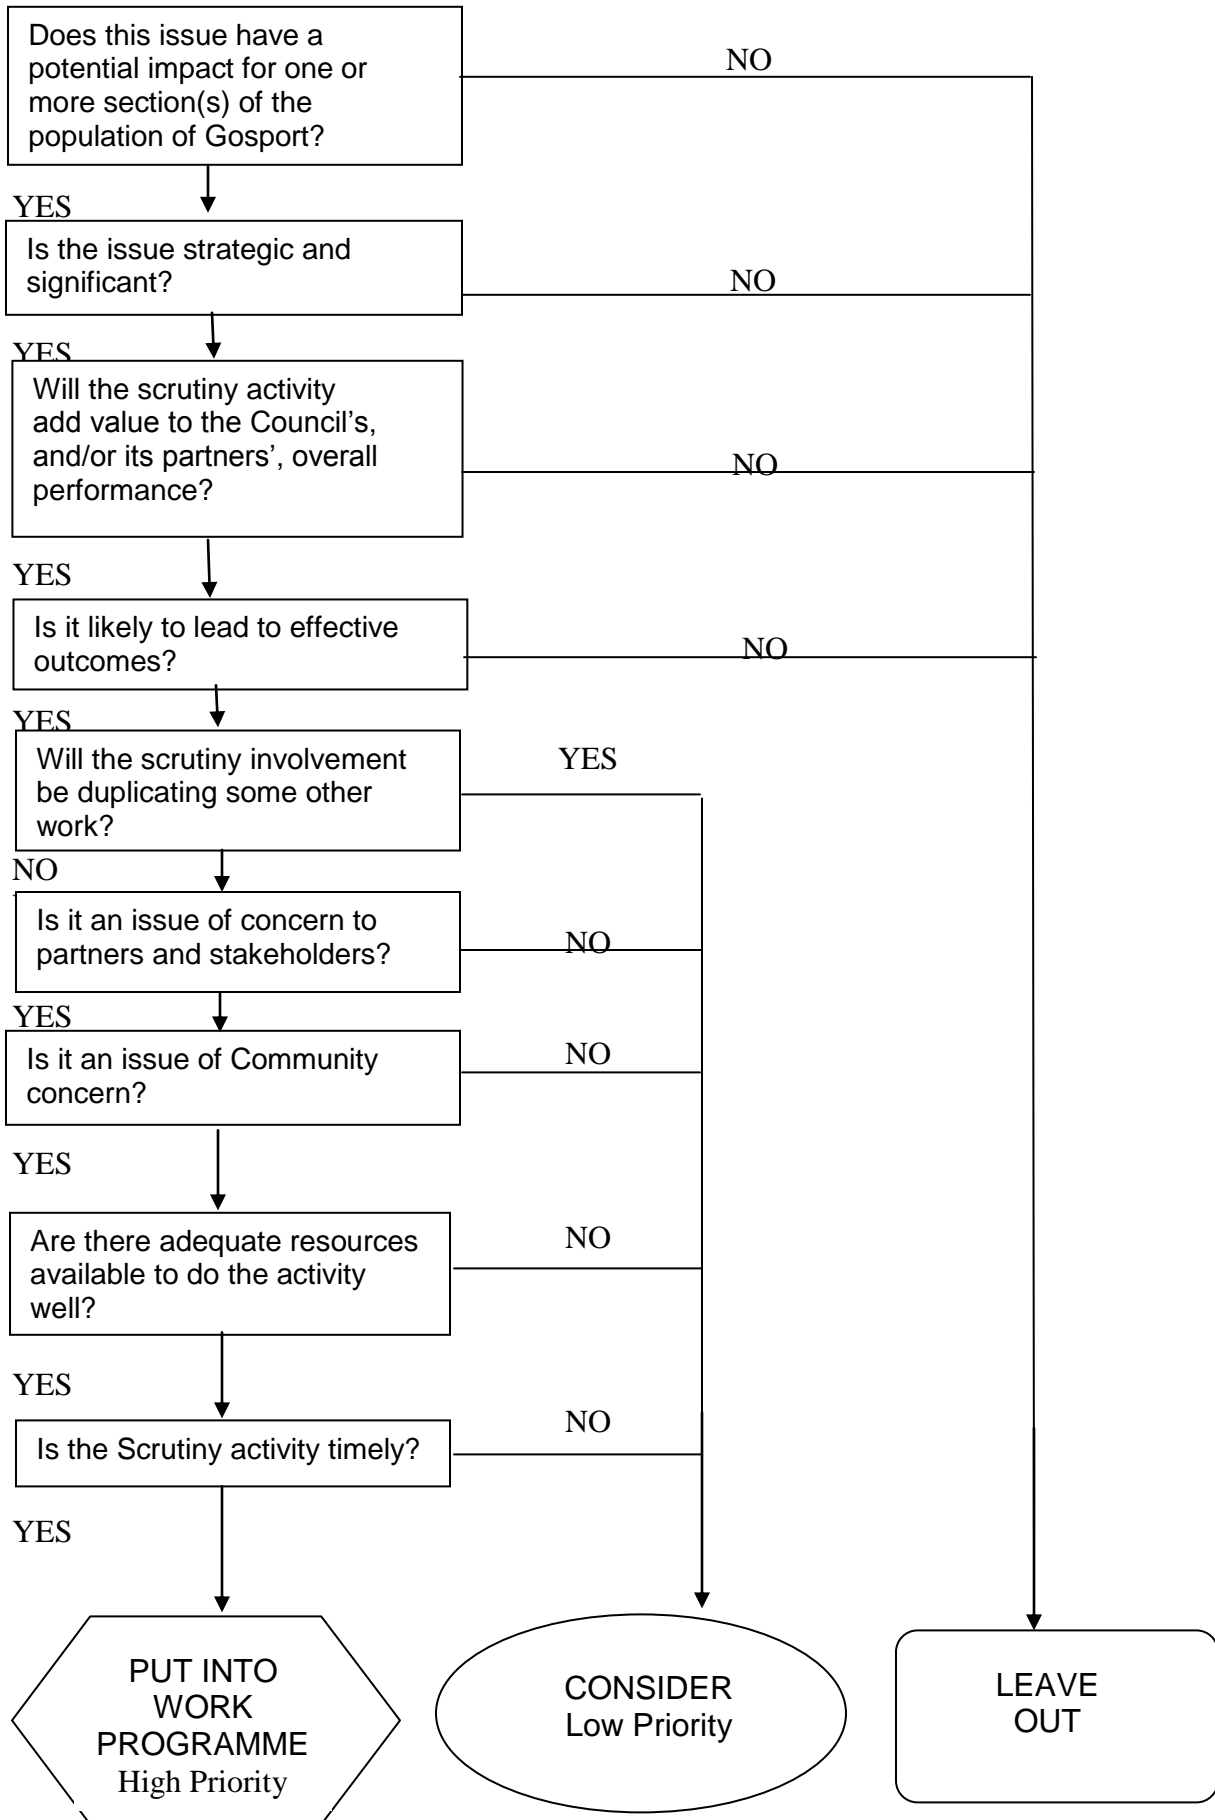 Does this issue have a
potential impact for one or
more section(s) of the
population of Gosport?
NO
YES
Is the issue strategic and
significant?
NO
YES
Will the scrutiny activity
add value to the Council's,
and/or its partners', overall
performance?
NO
YES
Is it likely to lead to effective
outcomes?
NO
YES
Will the scrutiny involvement
be duplicating some other
work?
YES
NO
Is it an issue of concern to
partners and stakeholders?
NO
YES
Is it an issue of Community
concern?
NO
YES
Are there adequate resources
available to do the activity
well?
NO
YES
Is the Scrutiny activity timely?
NO
YES
PUT INTO
WORK
PROGRAMME
High Priority
CONSIDER
Low Priority
LEAVE
OUT